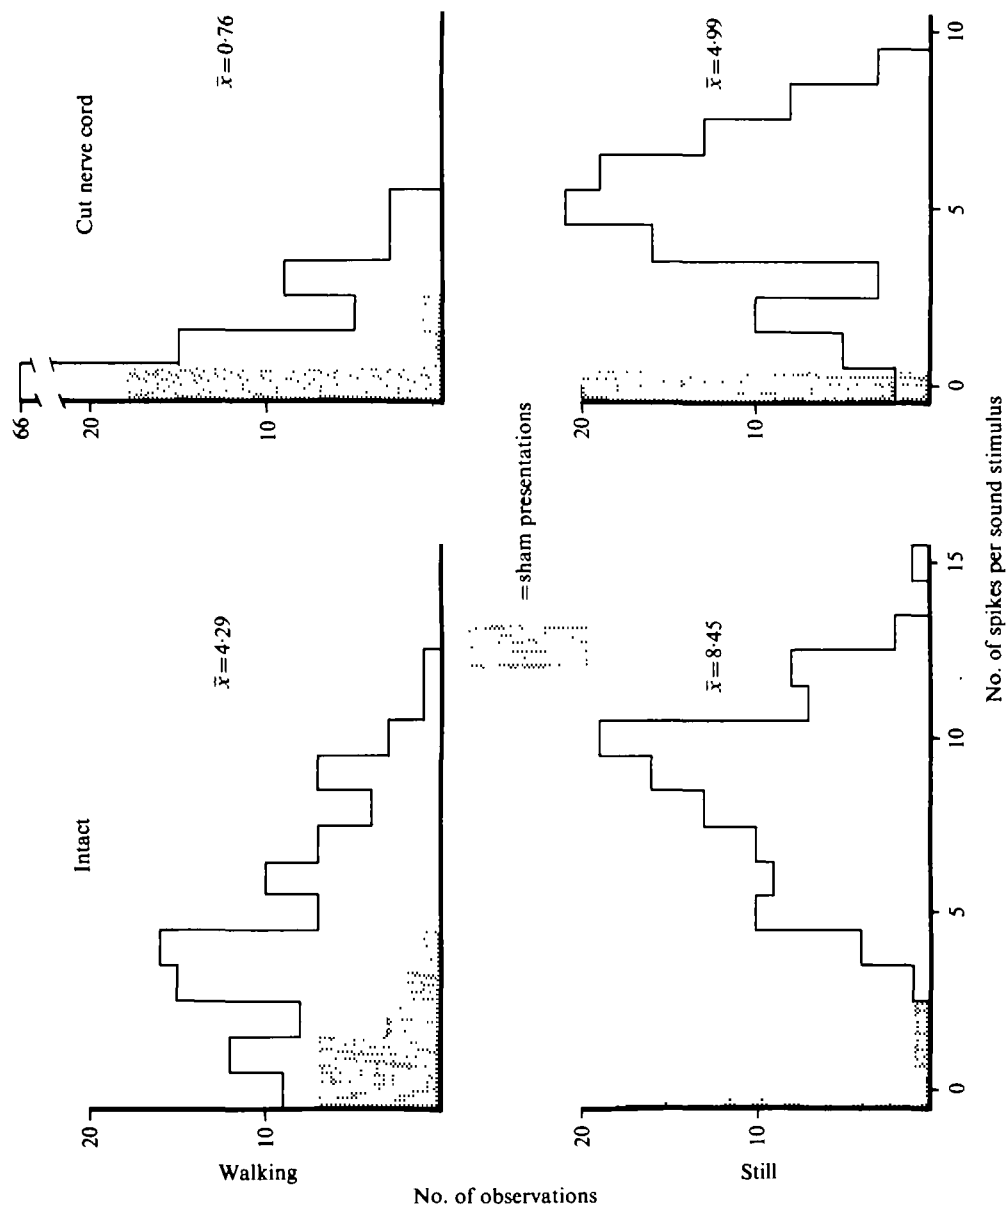 Intact
Cut nerve cord
20
10
x̄=4·29
66
20
10
x̄=0·76
Walking
=sham presentations
No. of observations
Still
10
x̄=8·45
0
5
10
15
20
10
x̄=4·99
0
5
10
No. of spikes per sound stimulus